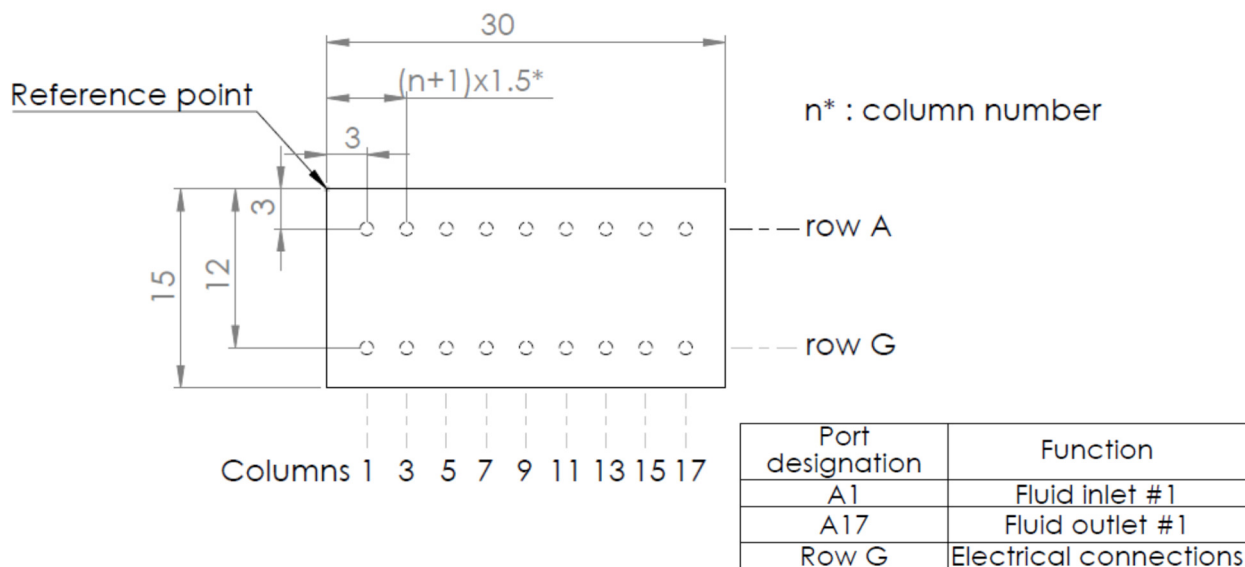 30
(n+1)x1.5*
Reference point
n* : column number
3
3
row A
15
12
row G
Columns 1 3 5 7 9 11 13 15 17
Port designation Function
A1 Fluid inlet #1
A17 Fluid outlet #1
Row G Electrical connections